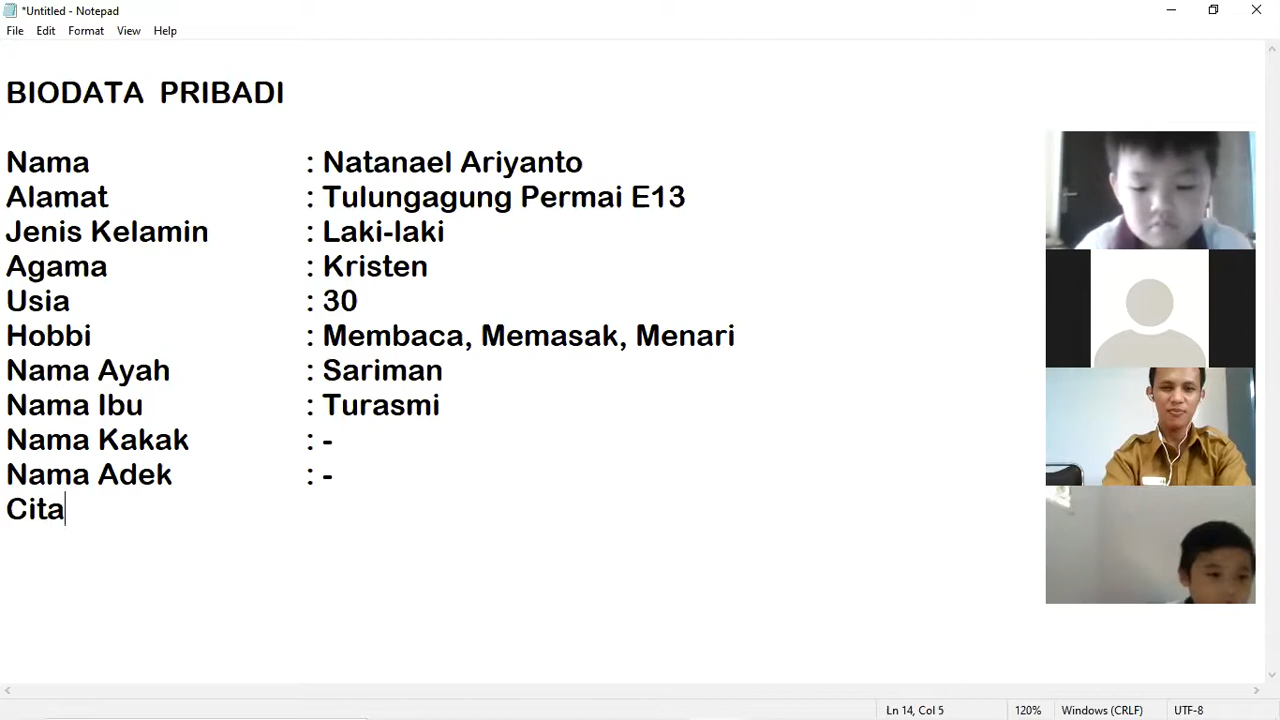 *Untitled - Notepad
File Edit Format View Help
BIODATA PRIBADI
Nama : Natanael Ariyanto
Alamat : Tulungagung Permai E13
Jenis Kelamin : Laki-laki
Agama : Kristen
Usia : 30
Hobbi : Membaca, Memasak, Menari
Nama Ayah : Sariman
Nama Ibu : Turasmi
Nama Kakak : -
Nama Adek : -
Cita
Ln 14, Col 5 120% Windows (CRLF) UTF-8